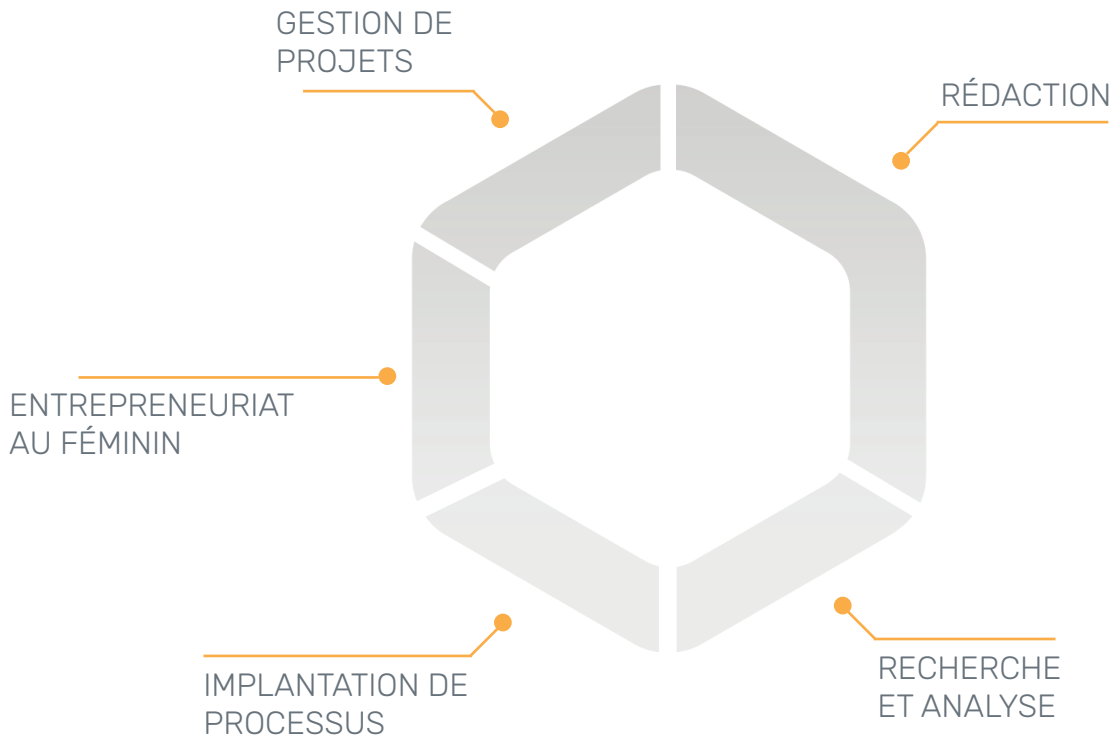 GESTION DE
PROJETS
RÉDACTION
ENTREPRENEURIAT
AU FÉMININ
IMPLANTATION DE
PROCESSUS
RECHERCHE
ET ANALYSE